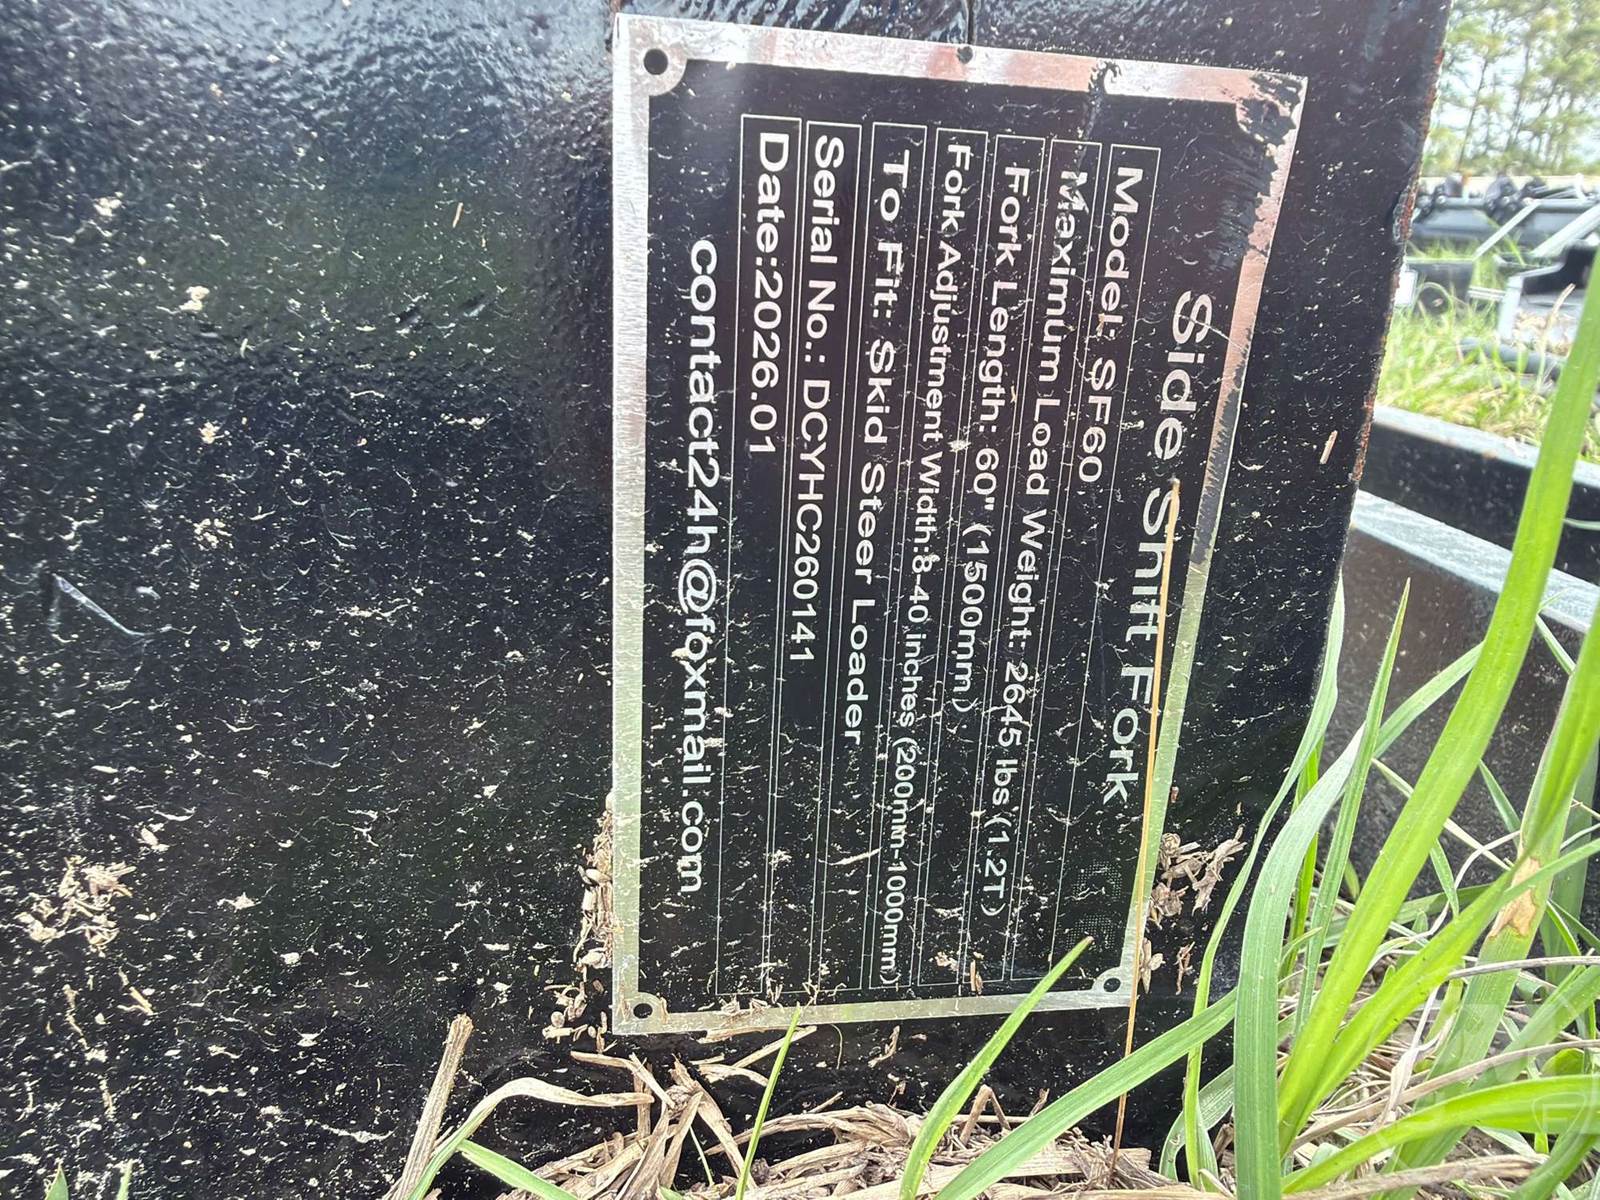 Side Shift Fork
Model: SF60
Maximum Load Weight: 2645 lbs(1.2T)
Fork Length: 60" (1500mm)
Fork Adjustment Width:8-40 inches (200mm-1000mm)
To Fit: Skid Steer Loader
Serial No.: DCYHC260141
Date:2026.01
contact24h@foxmail.com